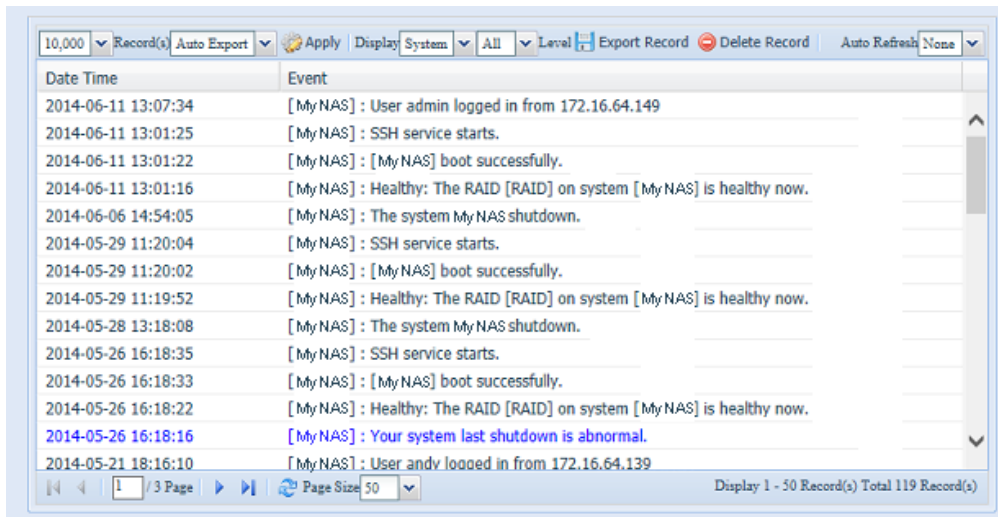 10,000 Record(s) Auto Export Apply Display System All Level Export Record Delete Record Auto Refresh None
Date Time Event
2014-06-11 13:07:34 [My NAS] : User admin logged in from 172.16.64.149
2014-06-11 13:01:25 [My NAS] : SSH service starts.
2014-06-11 13:01:22 [My NAS] : [My NAS] boot successfully.
2014-06-11 13:01:16 [My NAS] : Healthy: The RAID [RAID] on system [My NAS] is healthy now.
2014-06-06 14:54:05 [My NAS] : The system My NAS shutdown.
2014-05-29 11:20:04 [My NAS] : SSH service starts.
2014-05-29 11:20:02 [My NAS] : [My NAS] boot successfully.
2014-05-29 11:19:52 [My NAS] : Healthy: The RAID [RAID] on system [My NAS] is healthy now.
2014-05-28 13:18:08 [My NAS] : The system My NAS shutdown.
2014-05-26 16:18:35 [My NAS] : SSH service starts.
2014-05-26 16:18:33 [My NAS] : [My NAS] boot successfully.
2014-05-26 16:18:22 [My NAS] : Healthy: The RAID [RAID] on system [My NAS] is healthy now.
2014-05-26 16:18:16 [My NAS] : Your system last shutdown is abnormal.
2014-05-21 18:16:10 [My NAS] : User andy logged in from 172.16.64.139
1 / 3 Page Page Size 50 Display 1 - 50 Record(s) Total 119 Record(s)